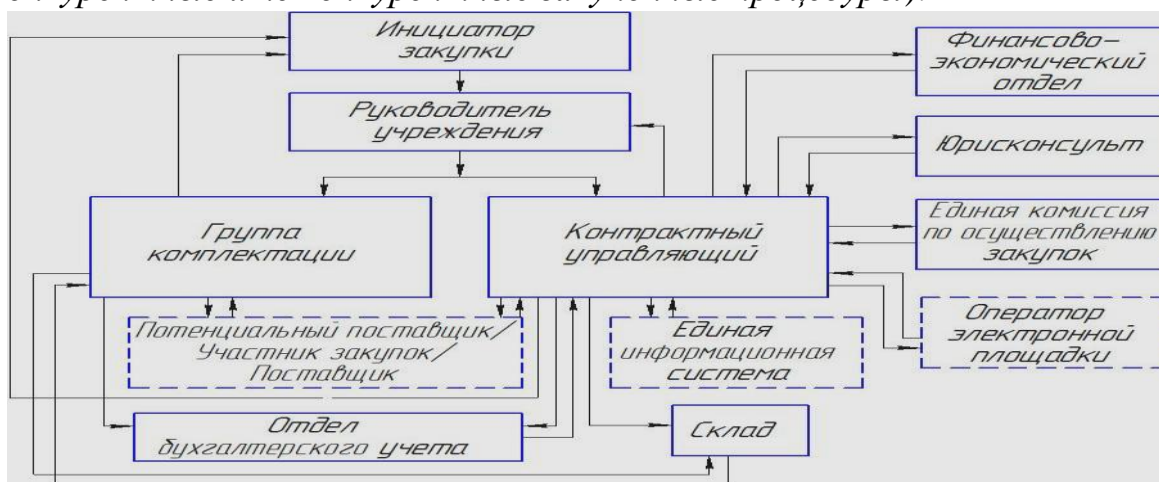 Инициатор
закупки
Руководитель
учреждения
Финансово-
экономический
отдел
Юрисконсульт
Группа
комплектации
Контрактный
управляющий
Единая комиссия
по осуществлению
закупок
Потенциальный поставщик/
Участник закупок/
Поставщик
Единая
информационная
система
Оператор
электронной
площадки
Отдел
бухгалтерского учета
Склад